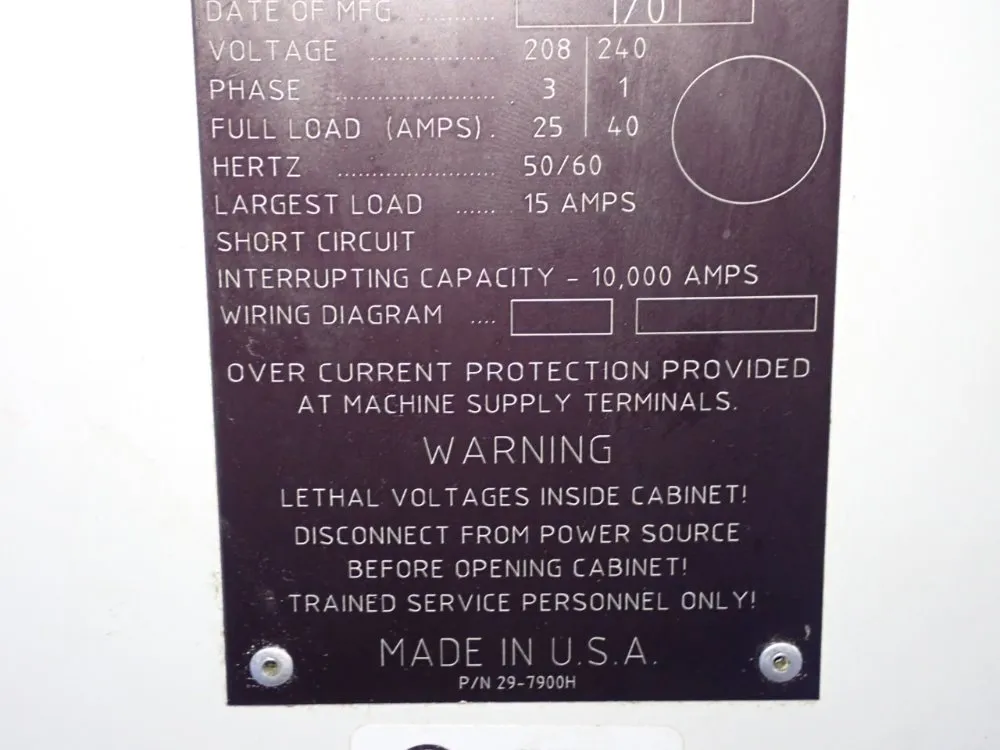 DATE OF MFG ........... 1/01
VOLTAGE .................. 208 | 240
PHASE ....................... 3 | 1
FULL LOAD (AMPS). 25 | 40
HERTZ ....................... 50/60
LARGEST LOAD ...... 15 AMPS
SHORT CIRCUIT
INTERRUPTING CAPACITY - 10,000 AMPS
WIRING DIAGRAM ....
OVER CURRENT PROTECTION PROVIDED
AT MACHINE SUPPLY TERMINALS.
WARNING
LETHAL VOLTAGES INSIDE CABINET!
DISCONNECT FROM POWER SOURCE
BEFORE OPENING CABINET!
TRAINED SERVICE PERSONNEL ONLY!
MADE IN U.S.A.
P/N 29-7900H